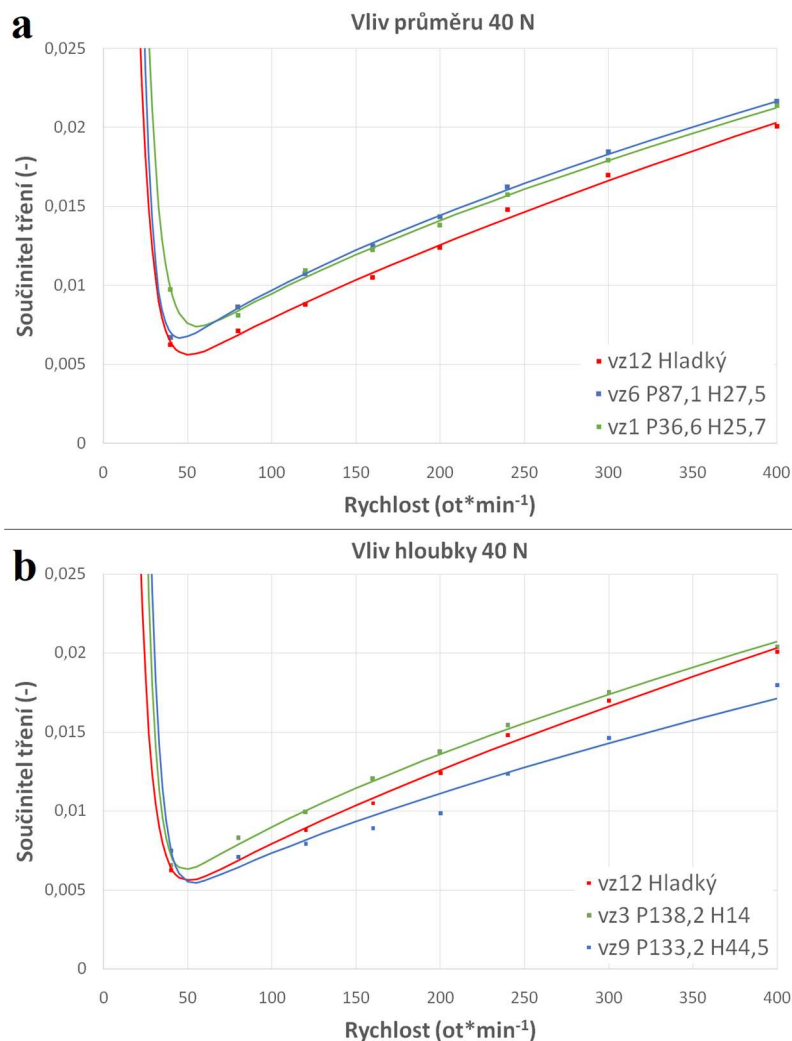 a
Vliv průměru 40 N
0,025
0,02
0,015
0,01
0,005
0
Součinitel tření (-)
vz12 Hladký
vz6 P87,1 H27,5
vz1 P36,6 H25,7
0 50 100 150 200 250 300 350 400
Rychlost (ot*min⁻¹)
b
Vliv hloubky 40 N
0,025
0,02
0,015
0,01
0,005
0
Součinitel tření (-)
vz12 Hladký
vz3 P138,2 H14
vz9 P133,2 H44,5
0 50 100 150 200 250 300 350 400
Rychlost (ot*min⁻¹)